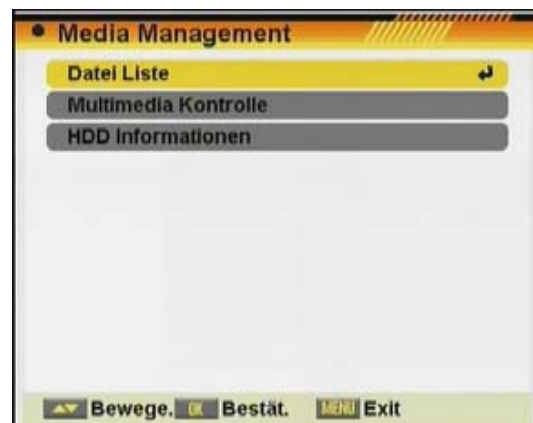 Media Management
Datei Liste
Multimedia Kontrolle
HDD Informationen
Bewege. OK Bestät. MENU Exit